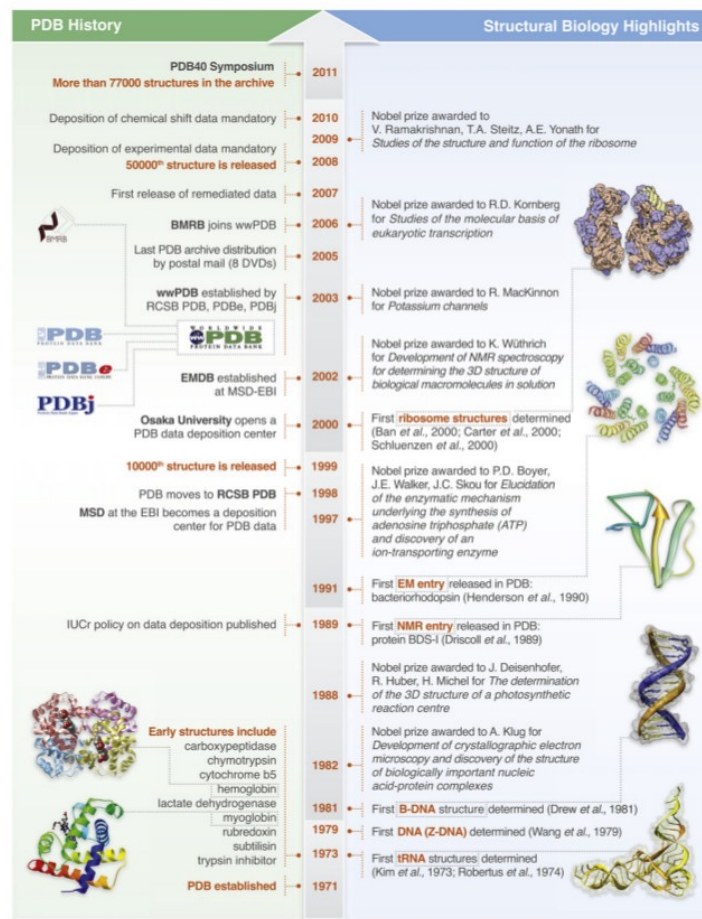 PDB History
Structural Biology Highlights
PDB40 Symposium
More than 77000 structures in the archive
2011
Deposition of chemical shift data mandatory
2010
Nobel prize awarded to
V. Ramakrishnan, T.A. Steitz, A.E. Yonath for
Studies of the structure and function of the ribosome
2009
Deposition of experimental data mandatory
50000th structure is released
2008
First release of remediated data
2007
BMRB
BMRB joins wwPDB
2006
Nobel prize awarded to R.D. Kornberg
for Studies of the molecular basis of
eukaryotic transcription
Last PDB archive distribution
by postal mail (8 DVDs)
2005
wwPDB established by
RCSB PDB, PDBe, PDBj
2003
Nobel prize awarded to R. MacKinnon
for Potassium channels
WORLDWIDE
wwPDB
PROTEIN DATA BANK
PDB
PROTEIN DATA BANK
PDBe
PDBj
Nobel prize awarded to K. Wüthrich
for Development of NMR spectroscopy
for determining the 3D structure of
biological macromolecules in solution
EMDB established
at MSD-EBI
2002
Osaka University opens a
PDB data deposition center
2000
First ribosome structures determined
(Ban et al., 2000; Carter et al., 2000;
Schluenzen et al., 2000)
10000th structure is released
1999
PDB moves to RCSB PDB
1998
MSD at the EBI becomes a deposition
center for PDB data
1997
Nobel prize awarded to P.D. Boyer,
J.E. Walker, J.C. Skou for Elucidation
of the enzymatic mechanism
underlying the synthesis of
adenosine triphosphate (ATP)
and discovery of an
ion-transporting enzyme
1991
First EM entry released in PDB:
bacteriorhodopsin (Henderson et al., 1990)
IUCr policy on data deposition published
1989
First NMR entry released in PDB:
protein BDS-I (Driscoll et al., 1989)
1988
Nobel prize awarded to J. Deisenhofer,
R. Huber, H. Michel for The determination
of the 3D structure of a photosynthetic
reaction centre
1982
Nobel prize awarded to A. Klug for
Development of crystallographic electron
microscopy and discovery of the structure
of biologically important nucleic
acid-protein complexes
1981
First B-DNA structure determined (Drew et al., 1981)
1979
First DNA (Z-DNA) determined (Wang et al., 1979)
Early structures include
carboxypeptidase
chymotrypsin
cytochrome b5
hemoglobin
lactate dehydrogenase
myoglobin
rubredoxin
subtilisin
trypsin inhibitor
1973
First tRNA structures determined
(Kim et al., 1973; Robertus et al., 1974)
PDB established
1971